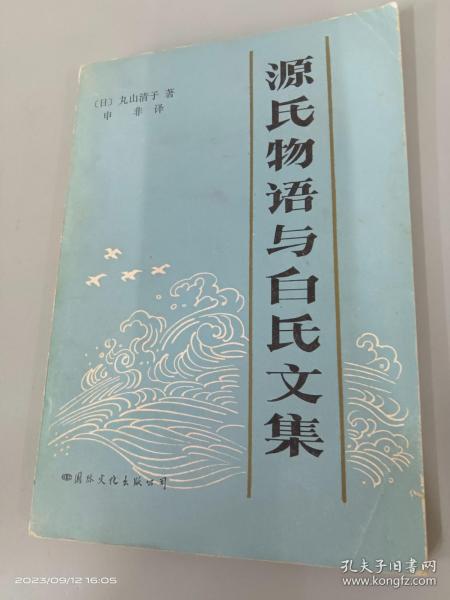 〔日〕丸山清子 著
申 非 译
源氏物语与白氏文集
国际文化出版公司
2023/09/12 16:05
孔夫子旧书网
www.kongfz.com